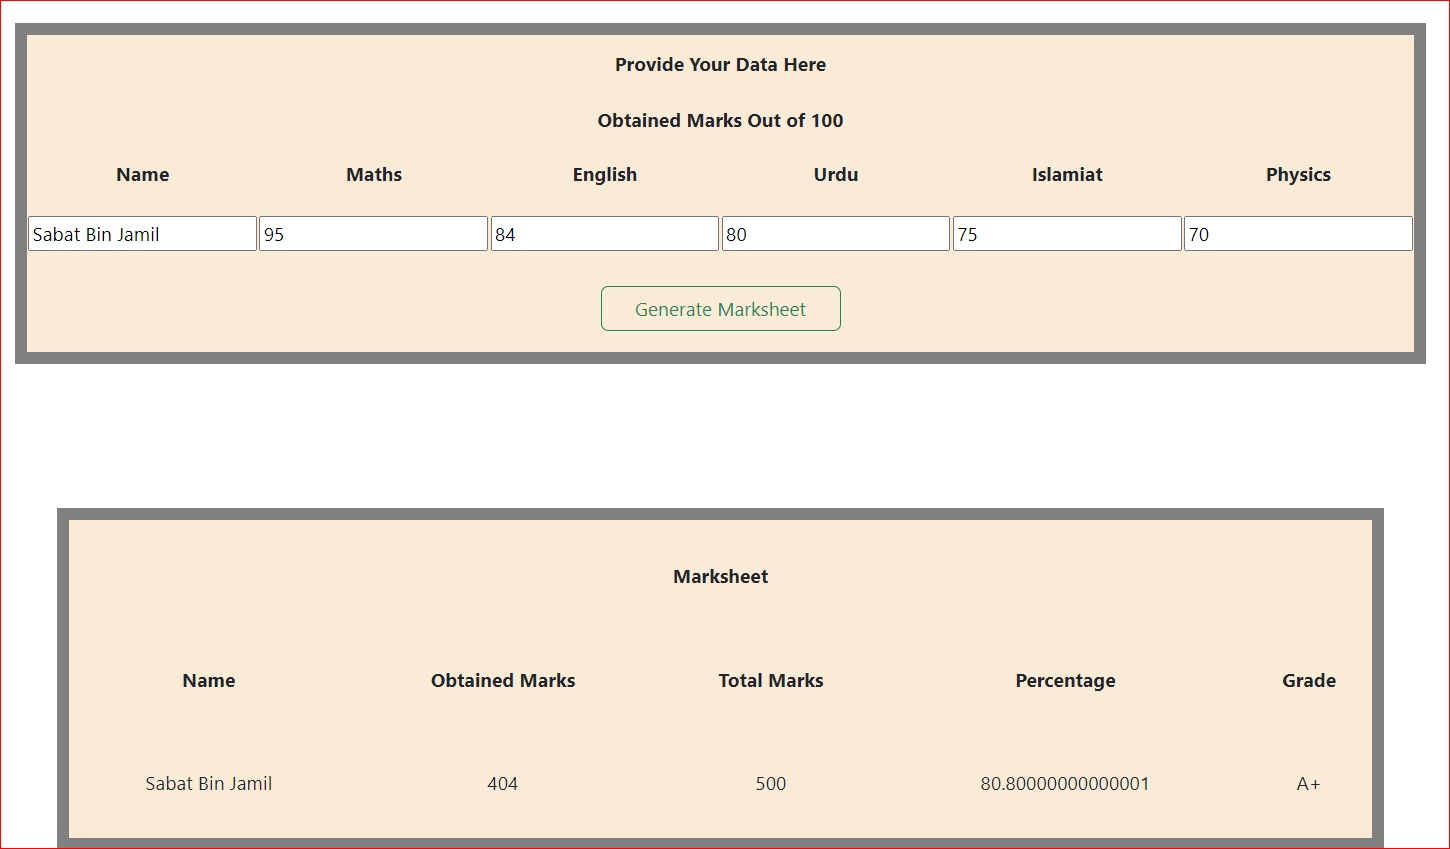 Provide Your Data Here
Obtained Marks Out of 100
Name Maths English Urdu Islamiat Physics
Sabat Bin Jamil 95 84 80 75 70
Generate Marksheet
Marksheet
Name Obtained Marks Total Marks Percentage Grade
Sabat Bin Jamil 404 500 80.80000000000001 A+